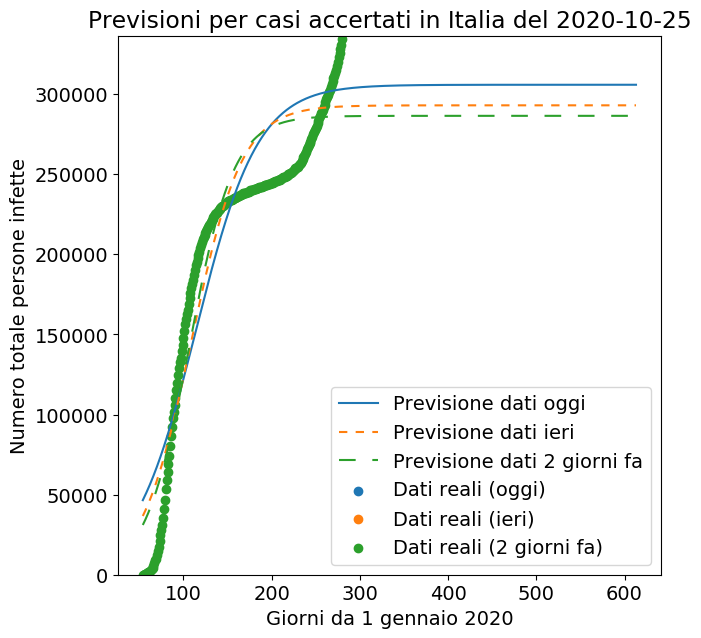 Previsioni per casi accertati in Italia del 2020-10-25
Numero totale persone infette
300000
250000
200000
150000
100000
50000
0
100 200 300 400 500 600
Giorni da 1 gennaio 2020
Previsione dati oggi
Previsione dati ieri
Previsione dati 2 giorni fa
Dati reali (oggi)
Dati reali (ieri)
Dati reali (2 giorni fa)